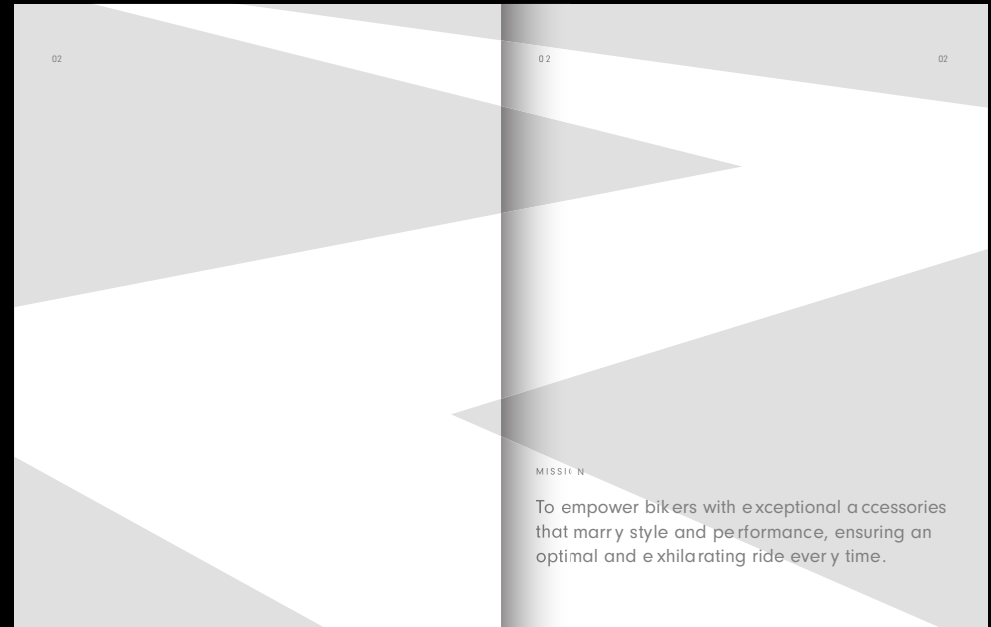 02
02
02
MISSION
To empower bikers with exceptional accessories
that marry style and performance, ensuring an
optimal and exhilarating ride every time.